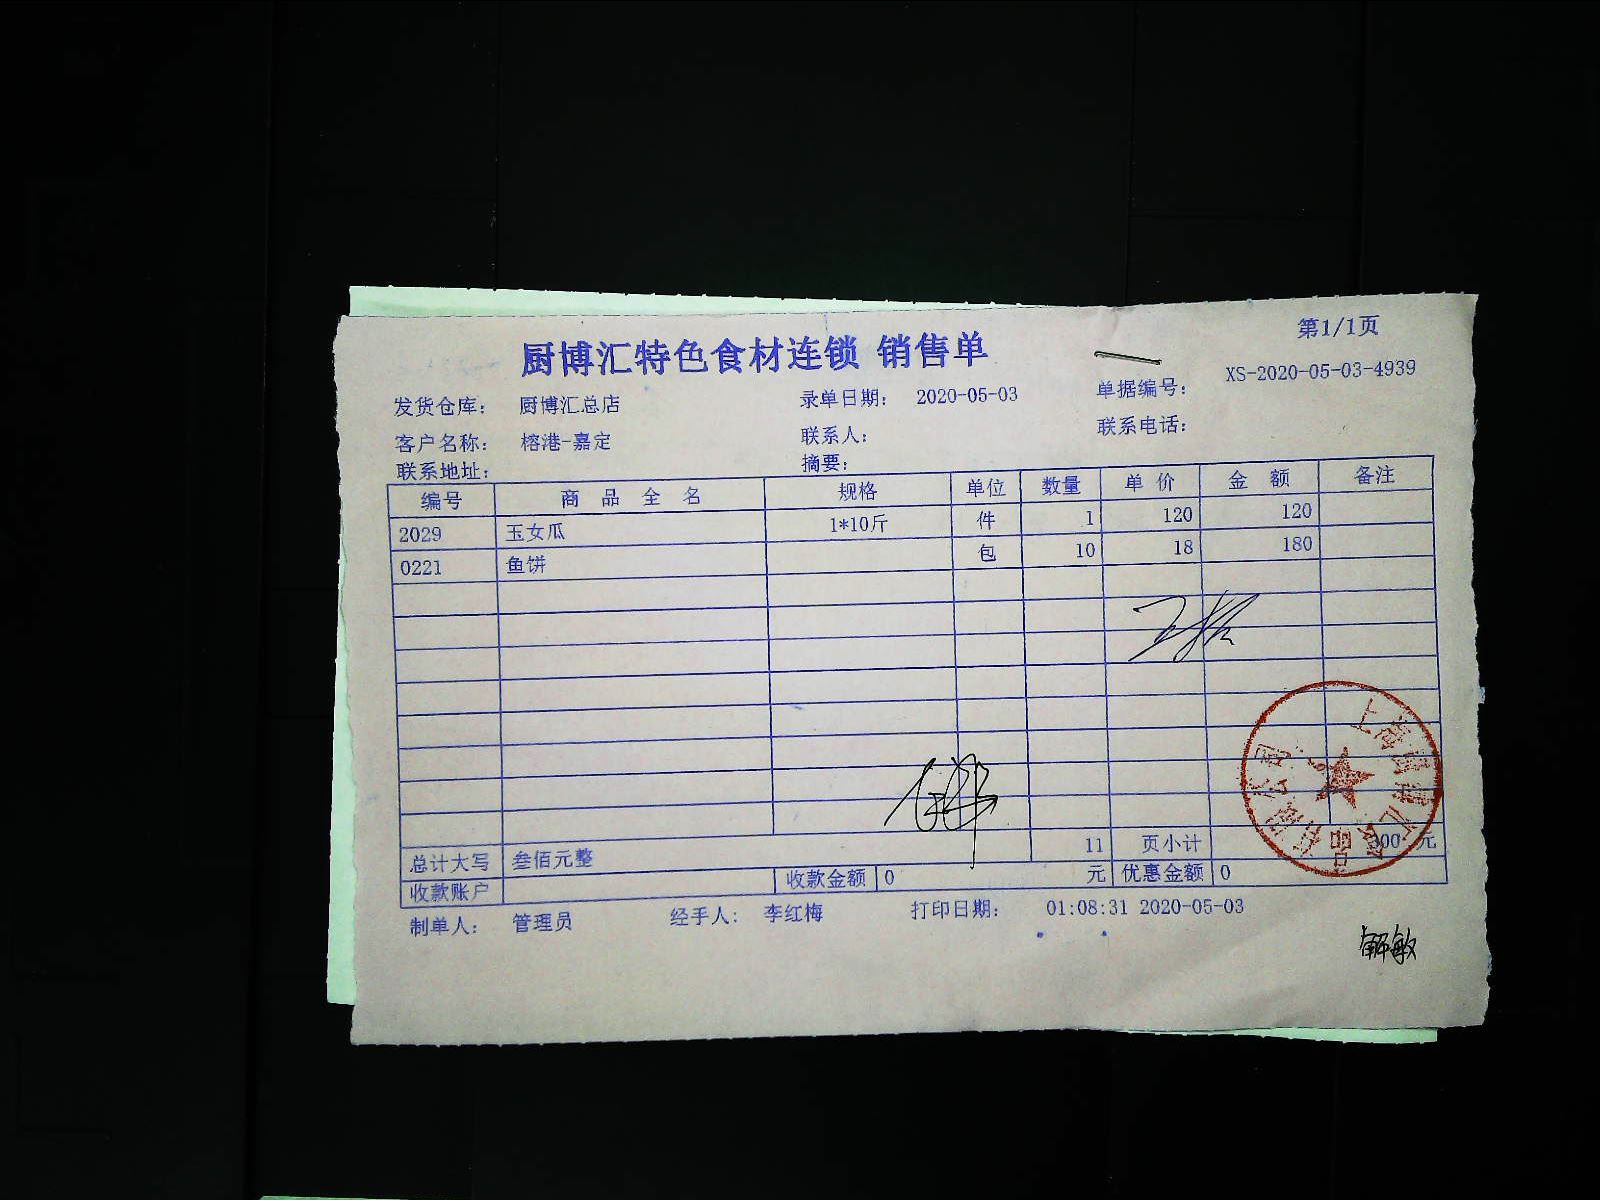 第1/1页
厨博汇特色食材连锁 销售单
发货仓库： 厨博汇总店 录单日期： 2020-05-03 单据编号： XS-2020-05-03-4939
客户名称： 榕港-嘉定 联系人： 联系电话：
联系地址： 摘要：
编号 商品全名 规格 单位 数量 单价 金额 备注
2029 玉女瓜 1*10斤 件 1 120 120
0221 鱼饼 包 10 18 180
总计大写 叁佰元整 11 页小计 300 元
收款账户 收款金额 0 元 优惠金额 0
制单人： 管理员 经手人： 李红梅 打印日期： 01:08:31 2020-05-03
解敏